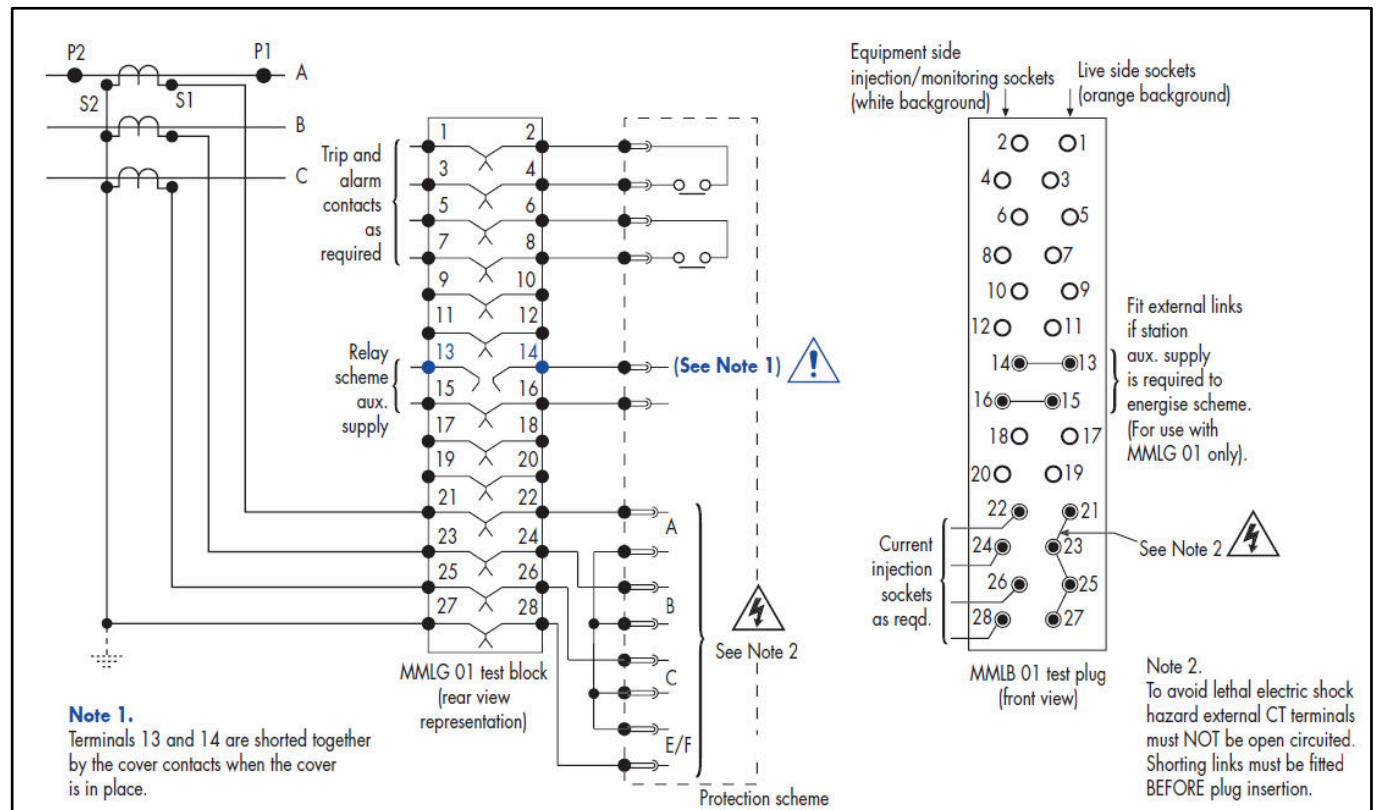 P2
P1
A
S2
S1
B
C
Trip and
alarm
contacts
as
required
Relay
scheme
aux.
supply
1 2
3 4
5 6
7 8
9 10
11 12
13 14
15 16
17 18
19 20
21 22
23 24
25 26
27 28
(See Note 1)
A
B
C
E/F
See Note 2
MMLG 01 test block
(rear view
representation)
Protection scheme
Note 1.
Terminals 13 and 14 are shorted together
by the cover contacts when the cover
is in place.
Equipment side
injection/monitoring sockets
(white background)
Live side sockets
(orange background)
2 1
4 3
6 5
8 7
10 9
12 11
14 13
16 15
18 17
20 19
22 21
24 23
26 25
28 27
Fit external links
if station
aux. supply
is required to
energise scheme.
(For use with
MMLG 01 only).
Current
injection
sockets
as reqd.
See Note 2
MMLB 01 test plug
(front view)
Note 2.
To avoid lethal electric shock
hazard external CT terminals
must NOT be open circuited.
Shorting links must be fitted
BEFORE plug insertion.